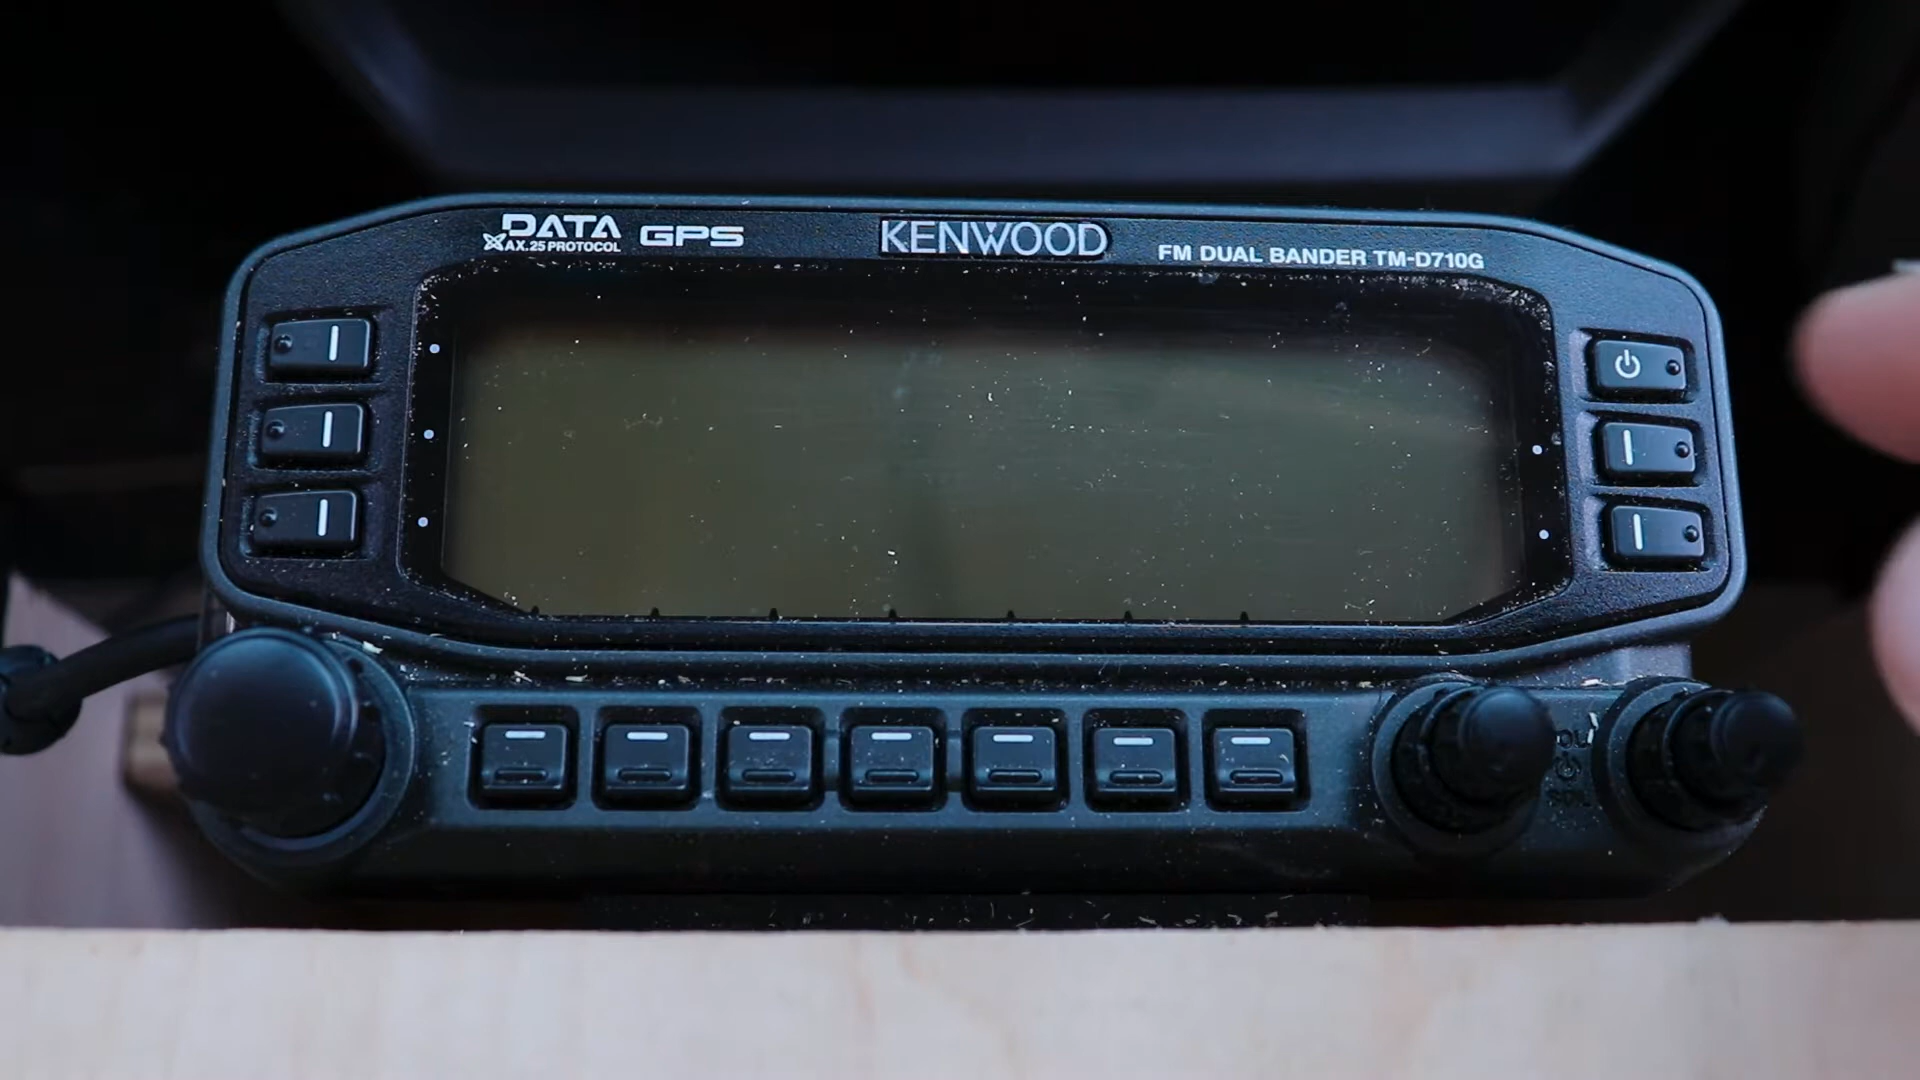 DATA
AX.25 PROTOCOL
GPS
KENWOOD
FM DUAL BANDER TM-D710G